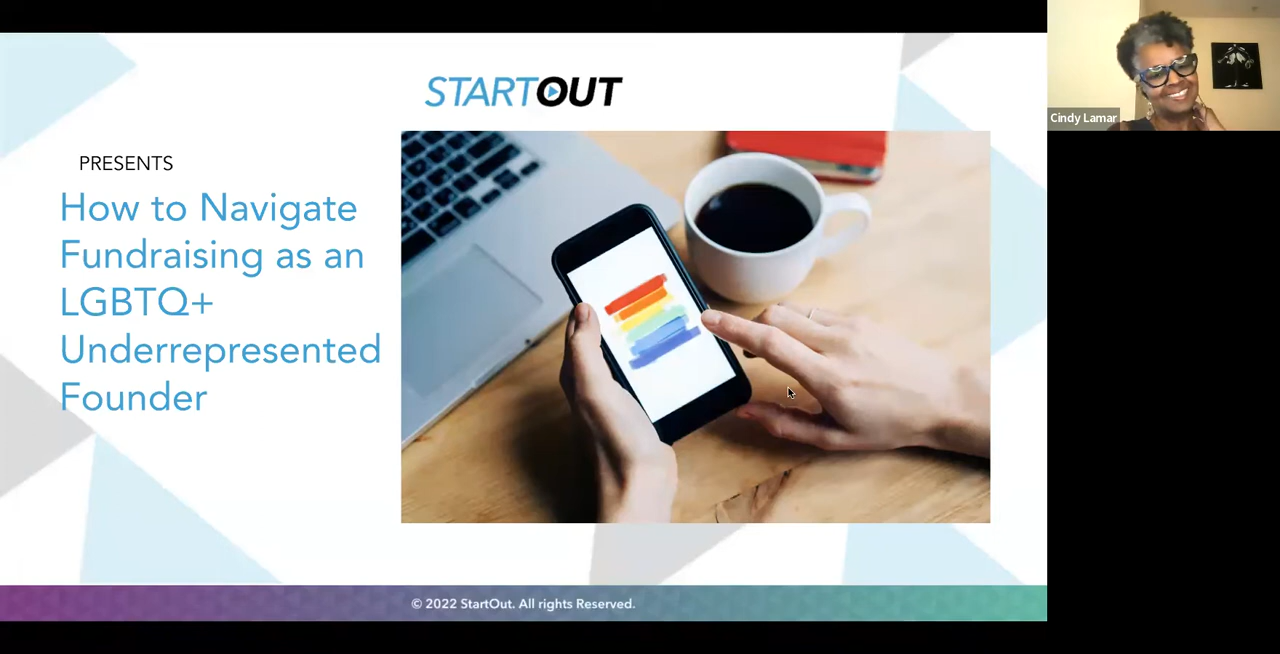 STARTOUT
PRESENTS
How to Navigate
Fundraising as an
LGBTQ+
Underrepresented
Founder
© 2022 StartOut. All rights Reserved.
Cindy Lamar